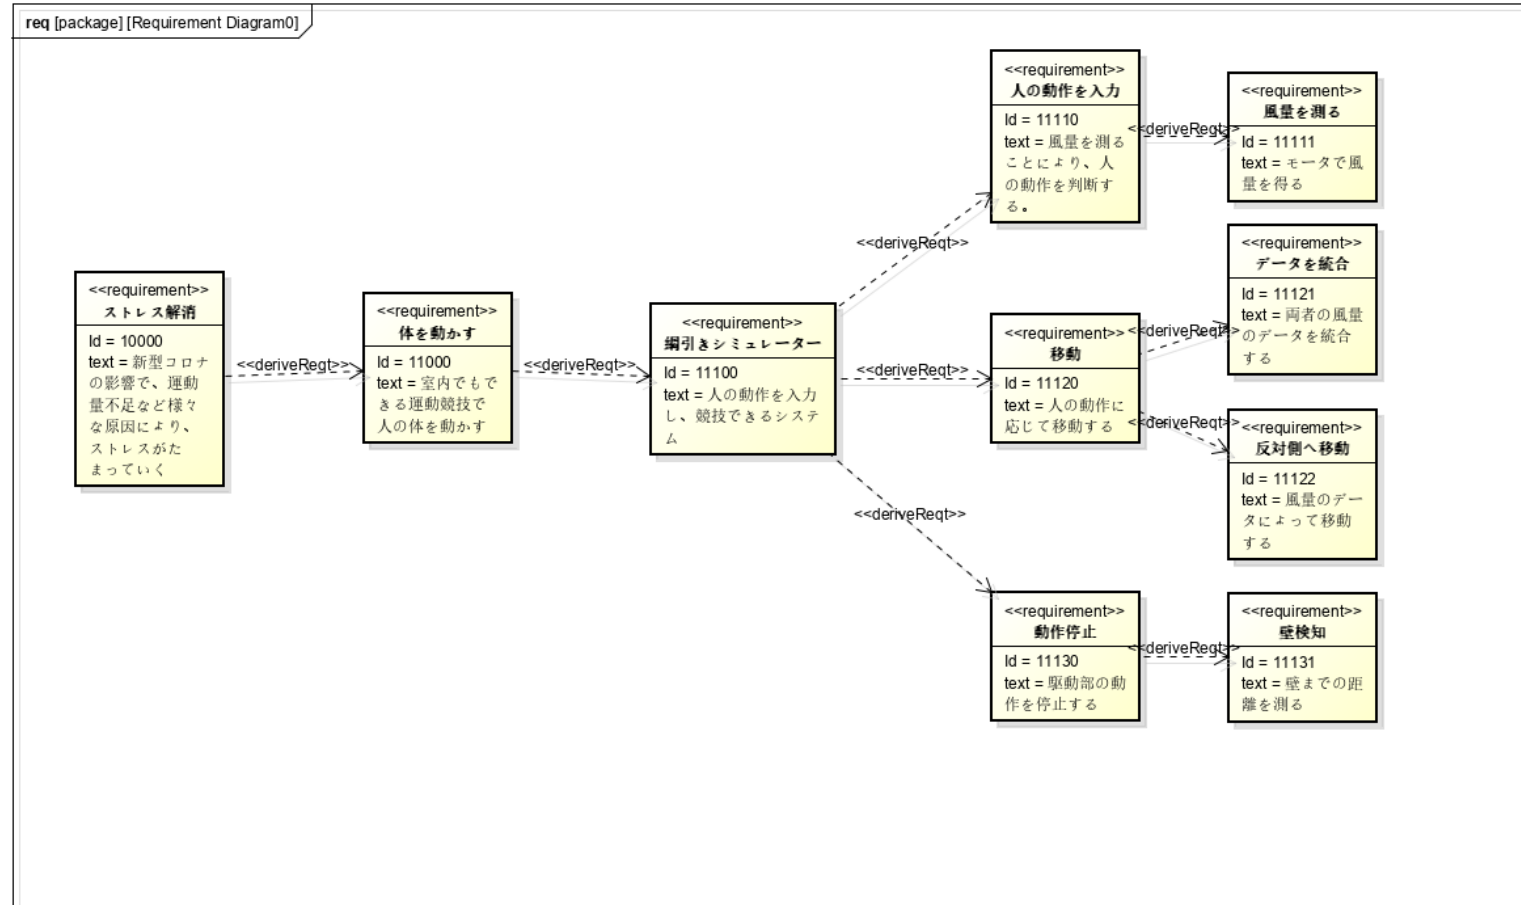 req [package] [Requirement Diagram0]
<<requirement>>
ストレス解消
Id = 10000
text = 新型コロナ
の影響で、運動
量不足など様々
な原因により、
ストレスがた
まっていく
<<deriveReqt>>
<<requirement>>
体を動かす
Id = 11000
text = 室内でもで
きる運動競技で
人の体を動かす
<<deriveReqt>>
<<requirement>>
綱引きシミュレーター
Id = 11100
text = 人の動作を入力
し、競技できるシステ
ム
<<deriveReqt>>
<<deriveReqt>>
<<deriveReqt>>
<<requirement>>
人の動作を入力
Id = 11110
text = 風量を測る
ことにより、人
の動作を判断す
る。
<<deriveReqt>>
<<requirement>>
風量を測る
Id = 11111
text = モータで風
量を得る
<<requirement>>
移動
Id = 11120
text = 人の動作に
応じて移動する
<<deriveReqt>>
<<deriveReqt>>
<<requirement>>
データを統合
Id = 11121
text = 両者の風量
のデータを統合
する
<<requirement>>
反対側へ移動
Id = 11122
text = 風量のデー
タによって移動
する
<<requirement>>
動作停止
Id = 11130
text = 駆動部の動
作を停止する
<<deriveReqt>>
<<requirement>>
壁検知
Id = 11131
text = 壁までの距
離を測る